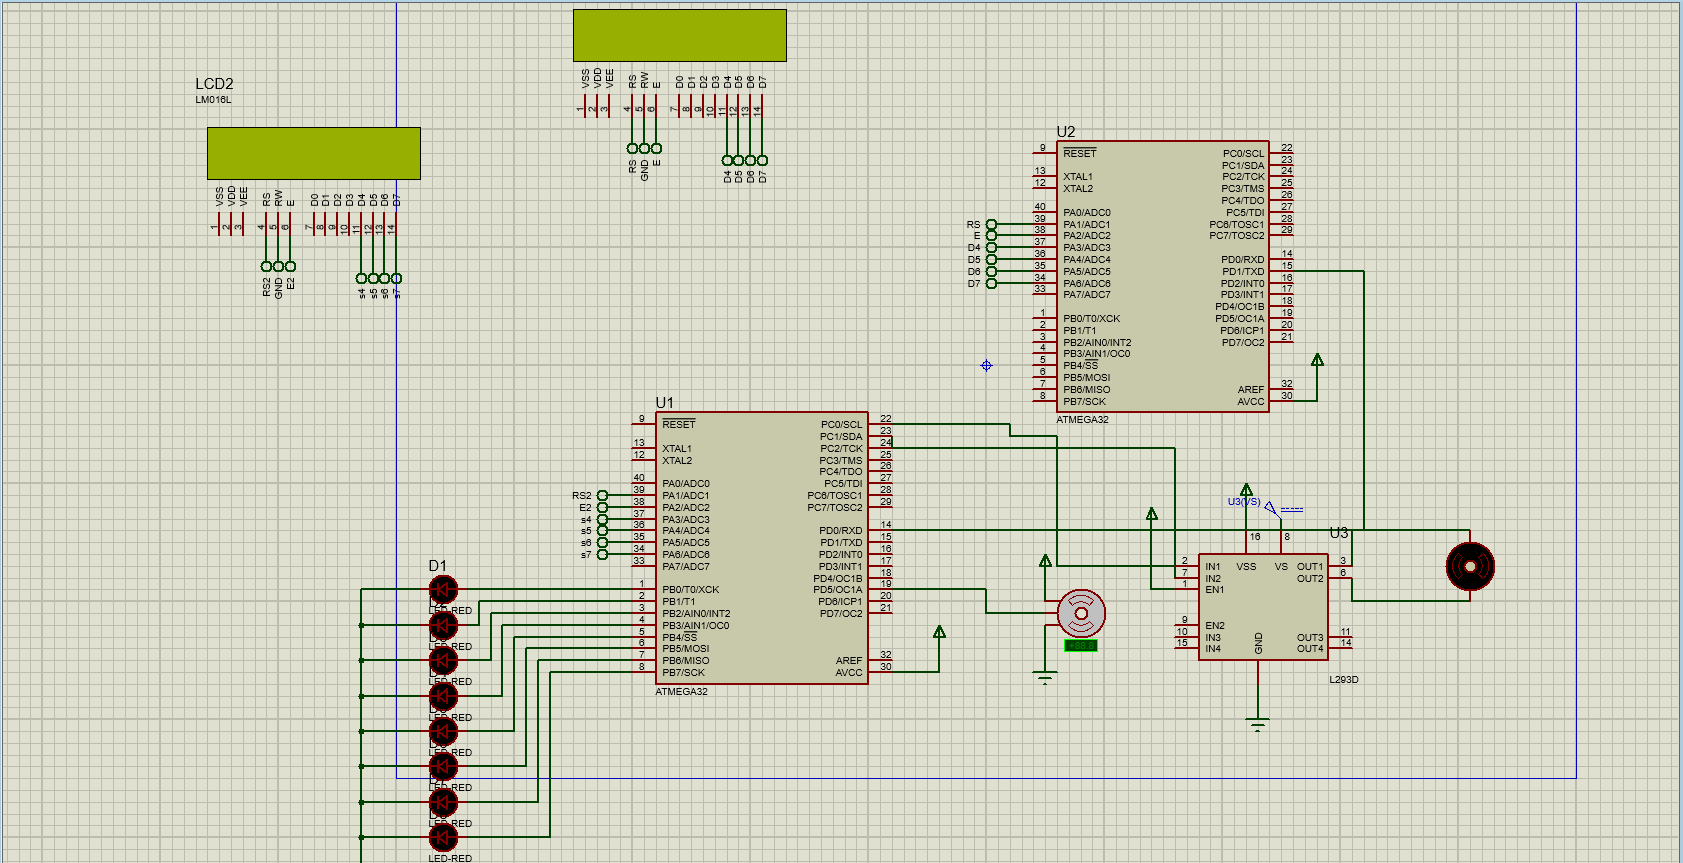 VSS
VDD
VEE
RS
RW
E
D0
D1
D2
D3
D4
D5
D6
D7
1
2
3
4
5
6
7
8
9
10
11
12
13
14
RS
GND
E
D4
D5
D6
D7
LCD2
LM016L
VSS
VDD
VEE
RS
RW
E
D0
D1
D2
D3
D4
D5
D6
D7
1
2
3
4
5
6
7
8
9
10
11
12
13
14
RS2
GND
E2
s4
s5
s6
s7
U2
9 RESET PC0/SCL 22
PC1/SDA 23
13 XTAL1 PC2/TCK 24
12 XTAL2 PC3/TMS 25
PC4/TDO 26
40 PA0/ADC0 PC5/TDI 27
RS 39 PA1/ADC1 PC6/TOSC1 28
E 38 PA2/ADC2 PC7/TOSC2 29
D4 37 PA3/ADC3
D5 36 PA4/ADC4 PD0/RXD 14
D6 35 PA5/ADC5 PD1/TXD 15
D7 34 PA6/ADC6 PD2/INT0 16
33 PA7/ADC7 PD3/INT1 17
PD4/OC1B 18
1 PB0/T0/XCK PD5/OC1A 19
2 PB1/T1 PD6/ICP1 20
3 PB2/AIN0/INT2 PD7/OC2 21
4 PB3/AIN1/OC0
5 PB4/SS
6 PB5/MOSI
7 PB6/MISO AREF 32
8 PB7/SCK AVCC 30
ATMEGA32
U1
9 RESET PC0/SCL 22
PC1/SDA 23
13 XTAL1 PC2/TCK 24
12 XTAL2 PC3/TMS 25
PC4/TDO 26
40 PA0/ADC0 PC5/TDI 27
RS2 39 PA1/ADC1 PC6/TOSC1 28
E2 38 PA2/ADC2 PC7/TOSC2 29
s4 37 PA3/ADC3
s5 36 PA4/ADC4 PD0/RXD 14
s6 35 PA5/ADC5 PD1/TXD 15
s7 34 PA6/ADC6 PD2/INT0 16
33 PA7/ADC7 PD3/INT1 17
PD4/OC1B 18
1 PB0/T0/XCK PD5/OC1A 19
2 PB1/T1 PD6/ICP1 20
3 PB2/AIN0/INT2 PD7/OC2 21
4 PB3/AIN1/OC0
5 PB4/SS
6 PB5/MOSI
7 PB6/MISO AREF 32
8 PB7/SCK AVCC 30
ATMEGA32
U3(VS)
U3
16 8
2 IN1 VSS VS OUT1 3
7 IN2 OUT2 6
1 EN1
9 EN2
10 IN3 OUT3 11
15 IN4 GND OUT4 14
L293D
D1
LED-RED
LED-RED
LED-RED
LED-RED
LED-RED
LED-RED
LED-RED
LED-RED